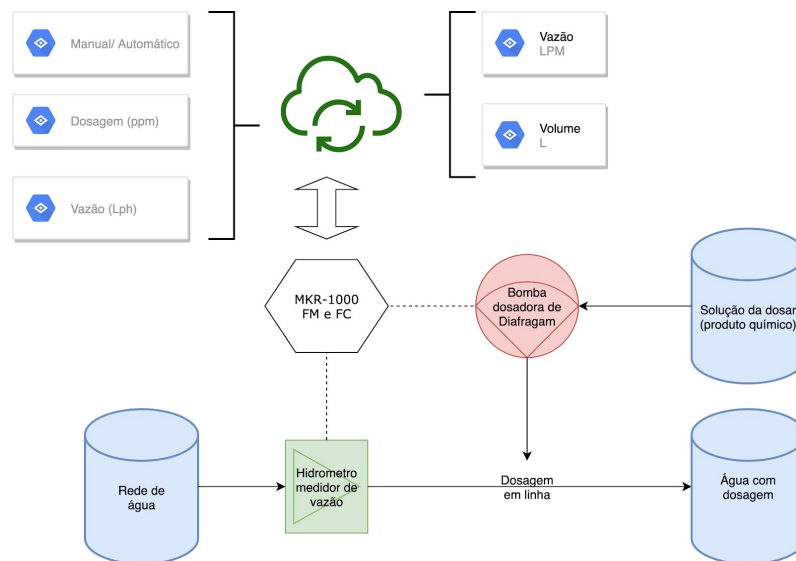 Manual/ Automático
Dosagem (ppm)
Vazão (Lph)
Vazão
LPM
Volume
L
MKR-1000
FM e FC
Bomba
dosadora de
Diafragam
Solução da dosar
(produto químico)
Rede de
água
Hidrometro
medidor de
vazão
Dosagem
em linha
Água com
dosagem